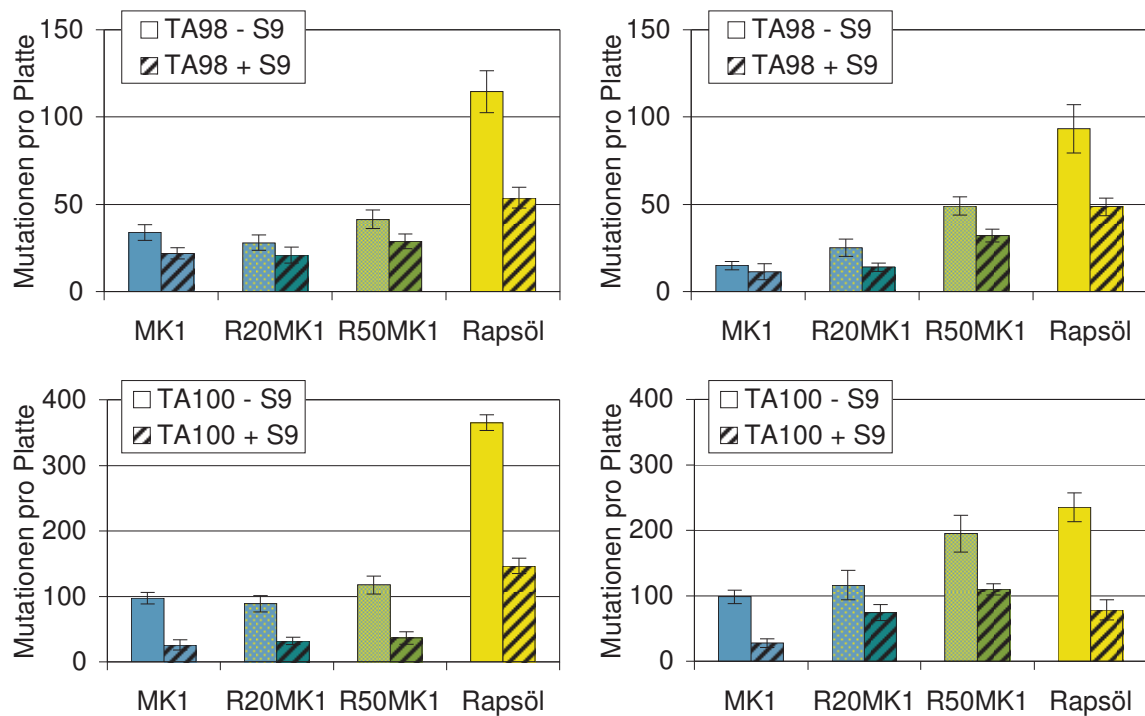 Mutationen pro Platte
150
100
50
0
TA98 - S9
TA98 + S9
MK1 R20MK1 R50MK1 Rapsöl
Mutationen pro Platte
150
100
50
0
TA98 - S9
TA98 + S9
MK1 R20MK1 R50MK1 Rapsöl
Mutationen pro Platte
400
300
200
100
0
TA100 - S9
TA100 + S9
MK1 R20MK1 R50MK1 Rapsöl
Mutationen pro Platte
400
300
200
100
0
TA100 - S9
TA100 + S9
MK1 R20MK1 R50MK1 Rapsöl